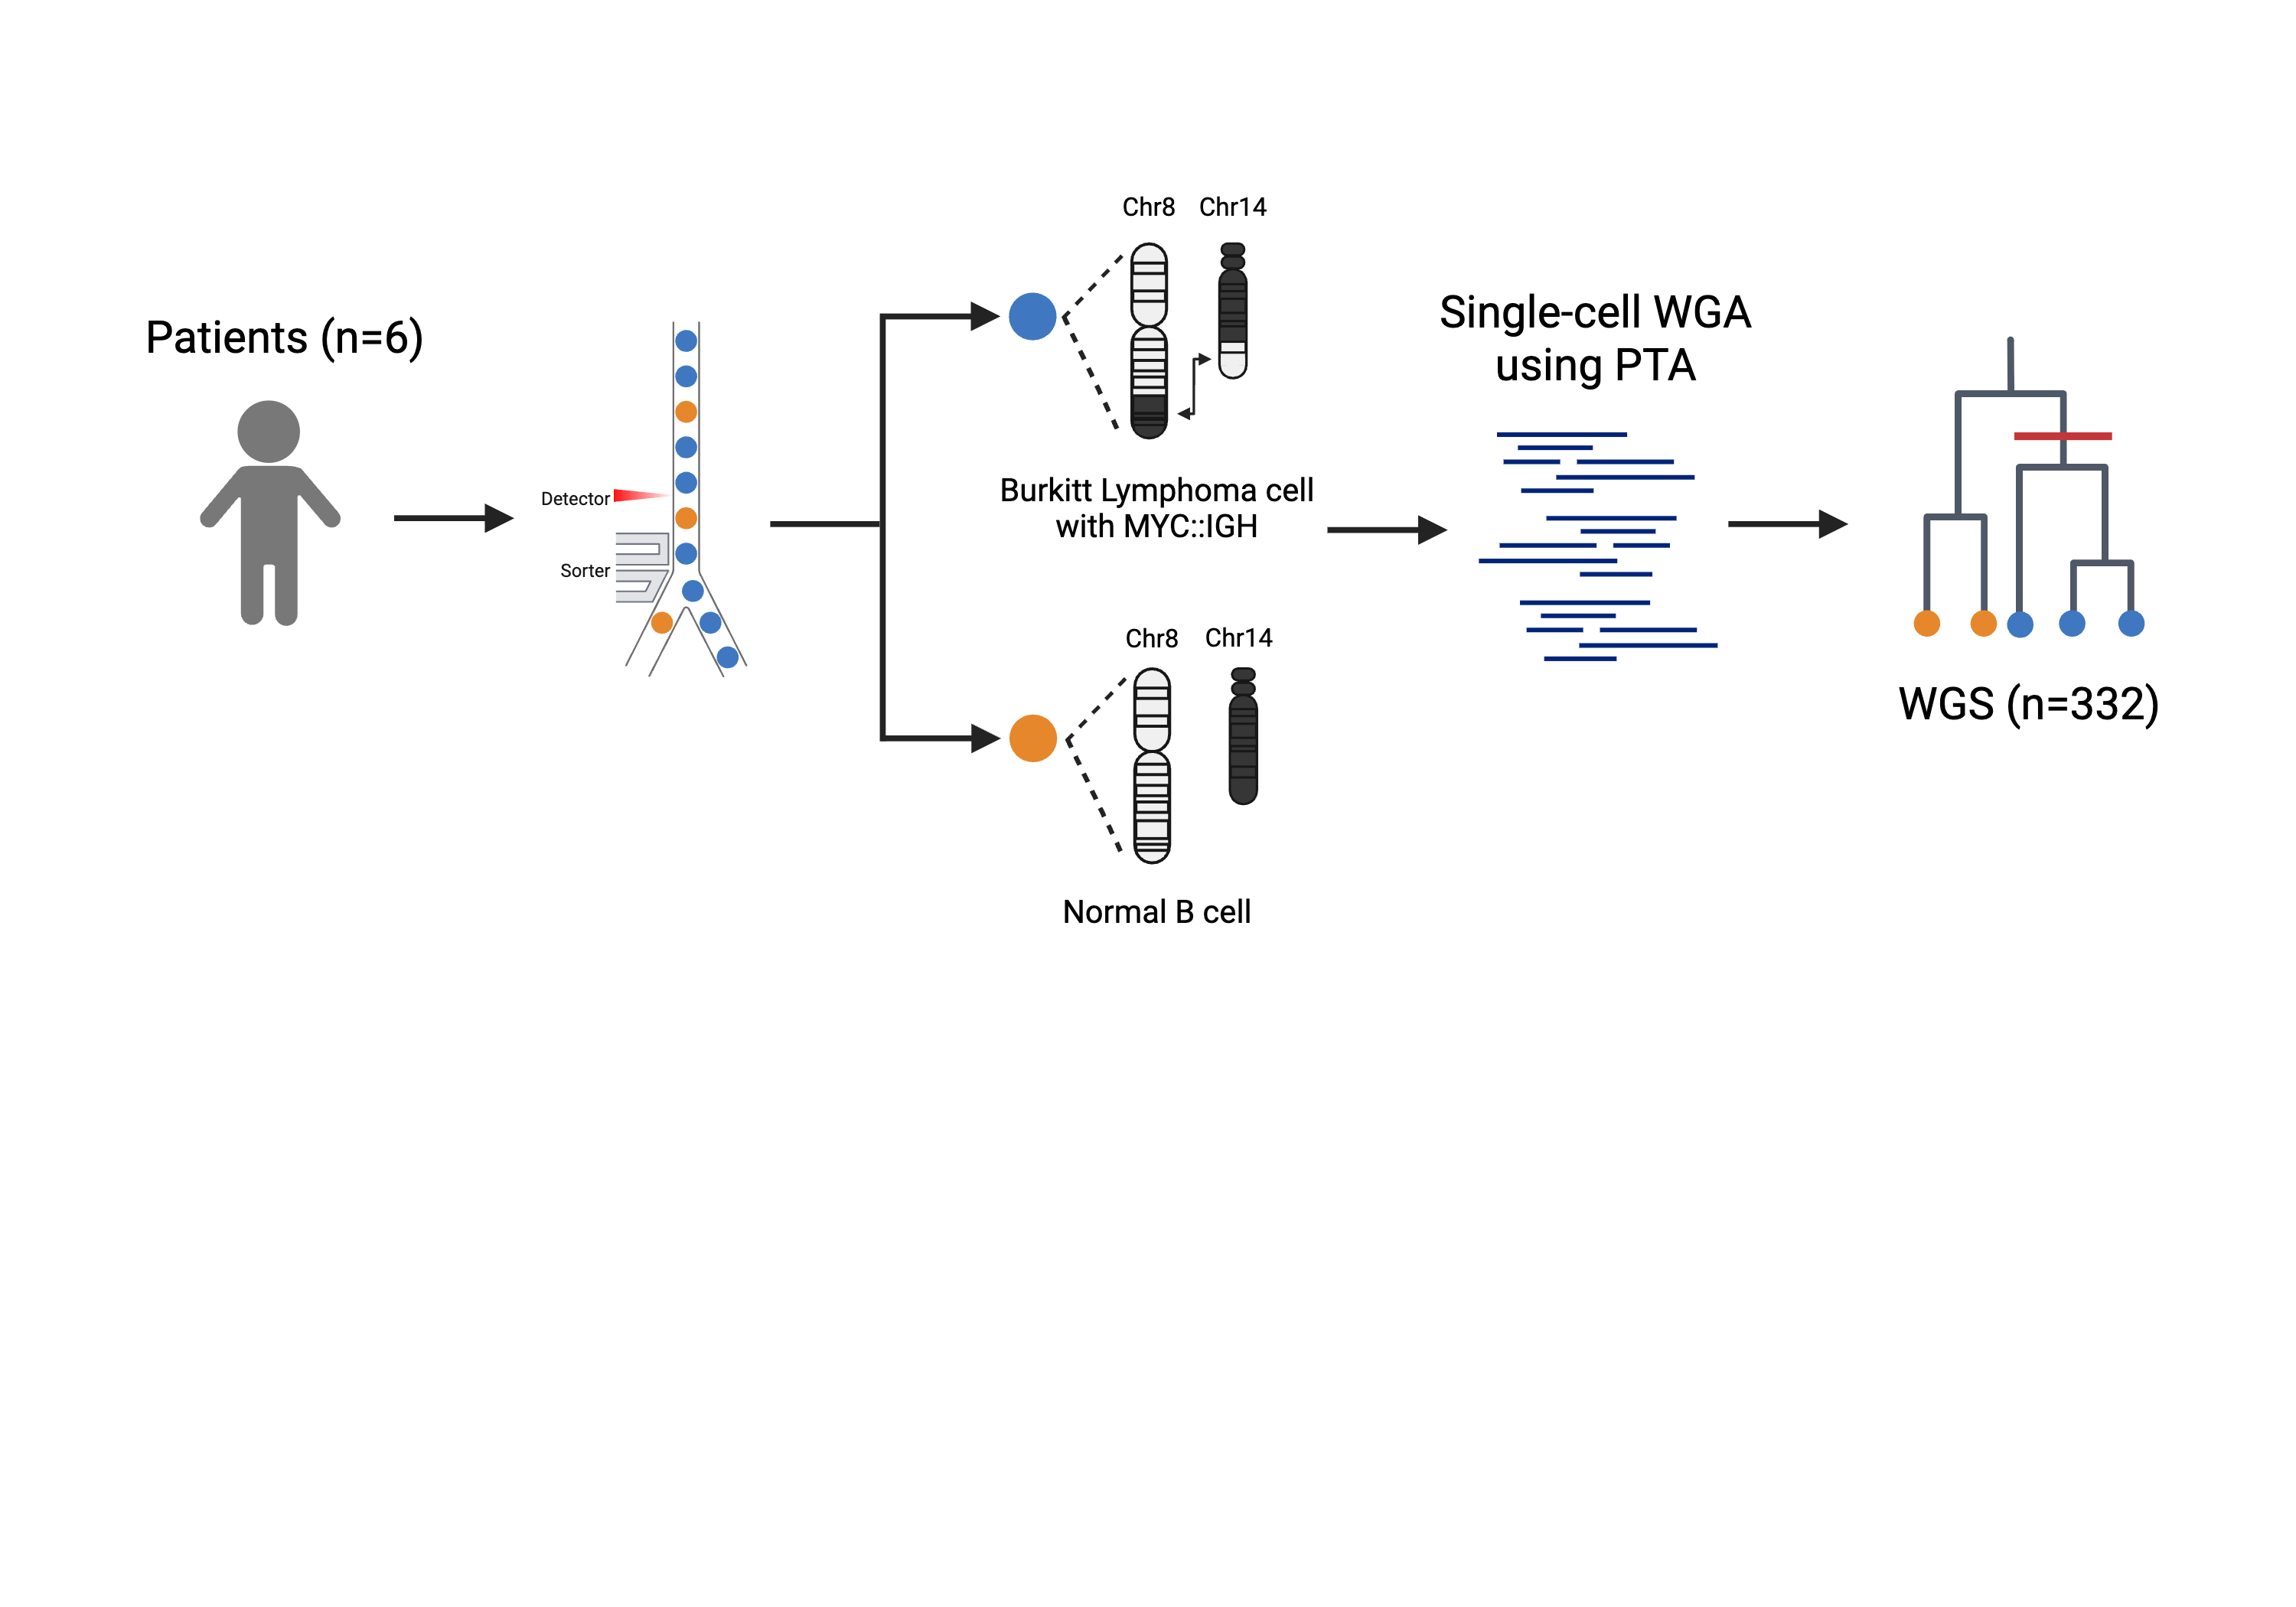 Patients (n=6)
Detector
Sorter
Chr8 Chr14
Burkitt Lymphoma cell
with MYC::IGH
Chr8 Chr14
Normal B cell
Single-cell WGA
using PTA
WGS (n=332)